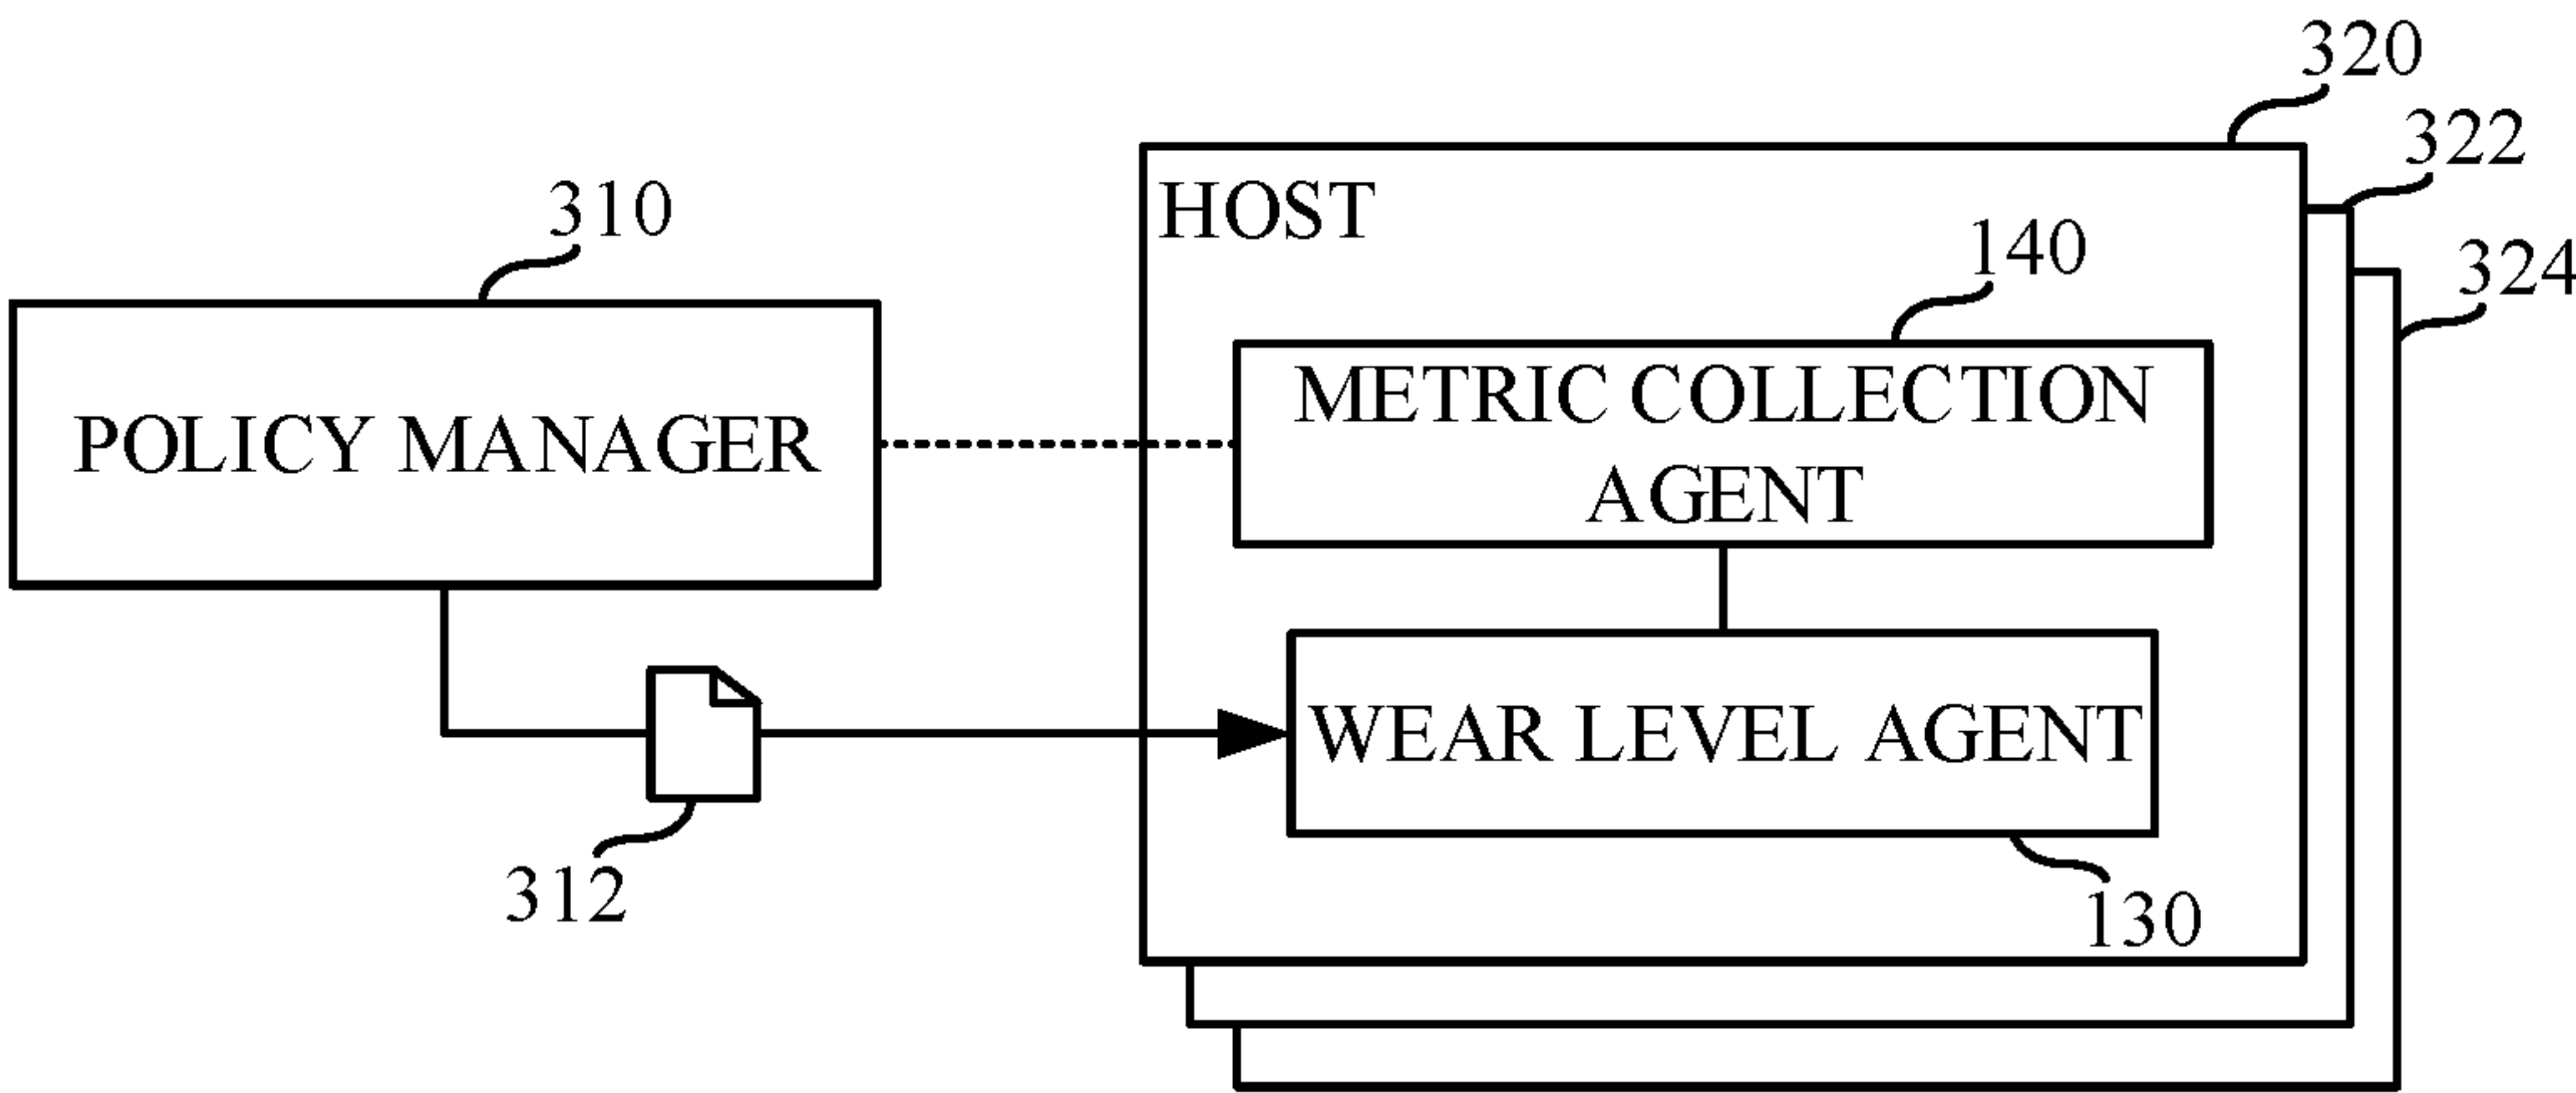 320
322
310
HOST
140
324
METRIC COLLECTION
AGENT
POLICY MANAGER
WEAR LEVEL AGENT
312
130